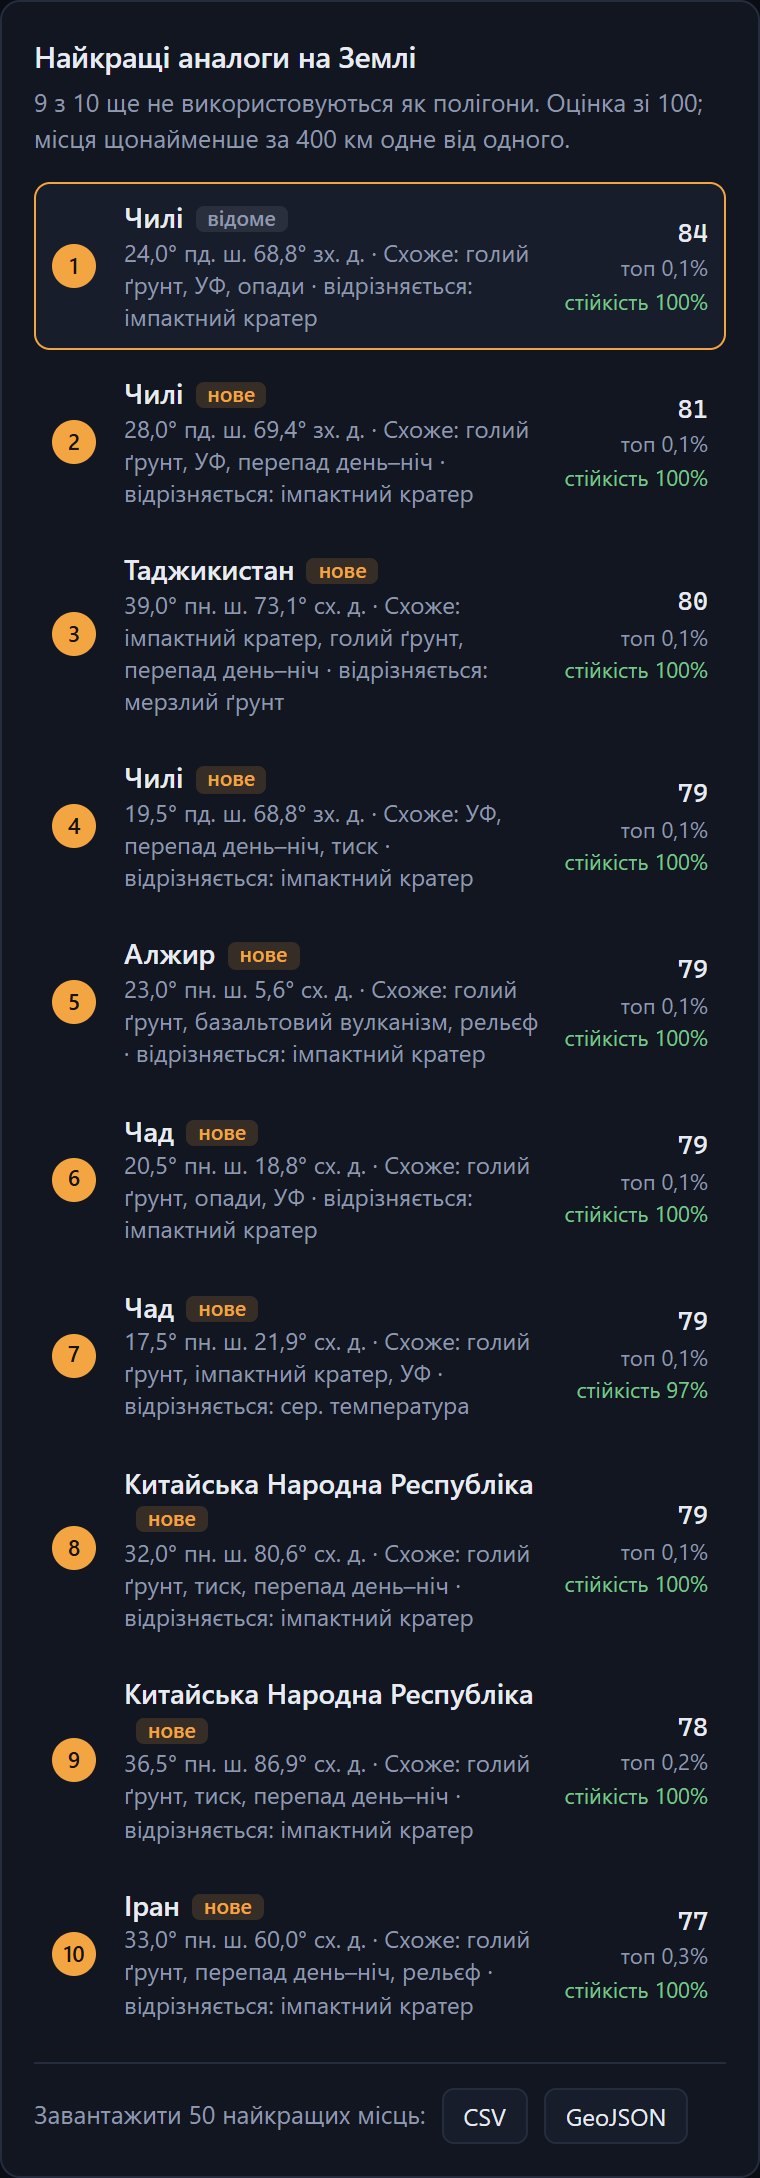 Найкращі аналоги на Землі
9 з 10 ще не використовуються як полігони. Оцінка зі 100;
місця щонайменше за 400 км одне від одного.
1
Чилі відоме
24,0° пд. ш. 68,8° зх. д. · Схоже: голий
ґрунт, УФ, опади · відрізняється:
імпактний кратер
84
топ 0,1%
стійкість 100%
2
Чилі нове
28,0° пд. ш. 69,4° зх. д. · Схоже: голий
ґрунт, УФ, перепад день–ніч ·
відрізняється: імпактний кратер
81
топ 0,1%
стійкість 100%
3
Таджикистан нове
39,0° пн. ш. 73,1° сх. д. · Схоже:
імпактний кратер, голий ґрунт,
перепад день–ніч · відрізняється:
мерзлий ґрунт
80
топ 0,1%
стійкість 100%
4
Чилі нове
19,5° пд. ш. 68,8° зх. д. · Схоже: УФ,
перепад день–ніч, тиск ·
відрізняється: імпактний кратер
79
топ 0,1%
стійкість 100%
5
Алжир нове
23,0° пн. ш. 5,6° сх. д. · Схоже: голий
ґрунт, базальтовий вулканізм, рельєф
· відрізняється: імпактний кратер
79
топ 0,1%
стійкість 100%
6
Чад нове
20,5° пн. ш. 18,8° сх. д. · Схоже: голий
ґрунт, опади, УФ · відрізняється:
імпактний кратер
79
топ 0,1%
стійкість 100%
7
Чад нове
17,5° пн. ш. 21,9° сх. д. · Схоже: голий
ґрунт, імпактний кратер, УФ ·
відрізняється: сер. температура
79
топ 0,1%
стійкість 97%
8
Китайська Народна Республіка
нове
32,0° пн. ш. 80,6° сх. д. · Схоже: голий
ґрунт, тиск, перепад день–ніч ·
відрізняється: імпактний кратер
79
топ 0,1%
стійкість 100%
9
Китайська Народна Республіка
нове
36,5° пн. ш. 86,9° сх. д. · Схоже: голий
ґрунт, тиск, перепад день–ніч ·
відрізняється: імпактний кратер
78
топ 0,2%
стійкість 100%
10
Іран нове
33,0° пн. ш. 60,0° сх. д. · Схоже: голий
ґрунт, перепад день–ніч, рельєф ·
відрізняється: імпактний кратер
77
топ 0,3%
стійкість 100%
Завантажити 50 найкращих місць: CSV GeoJSON